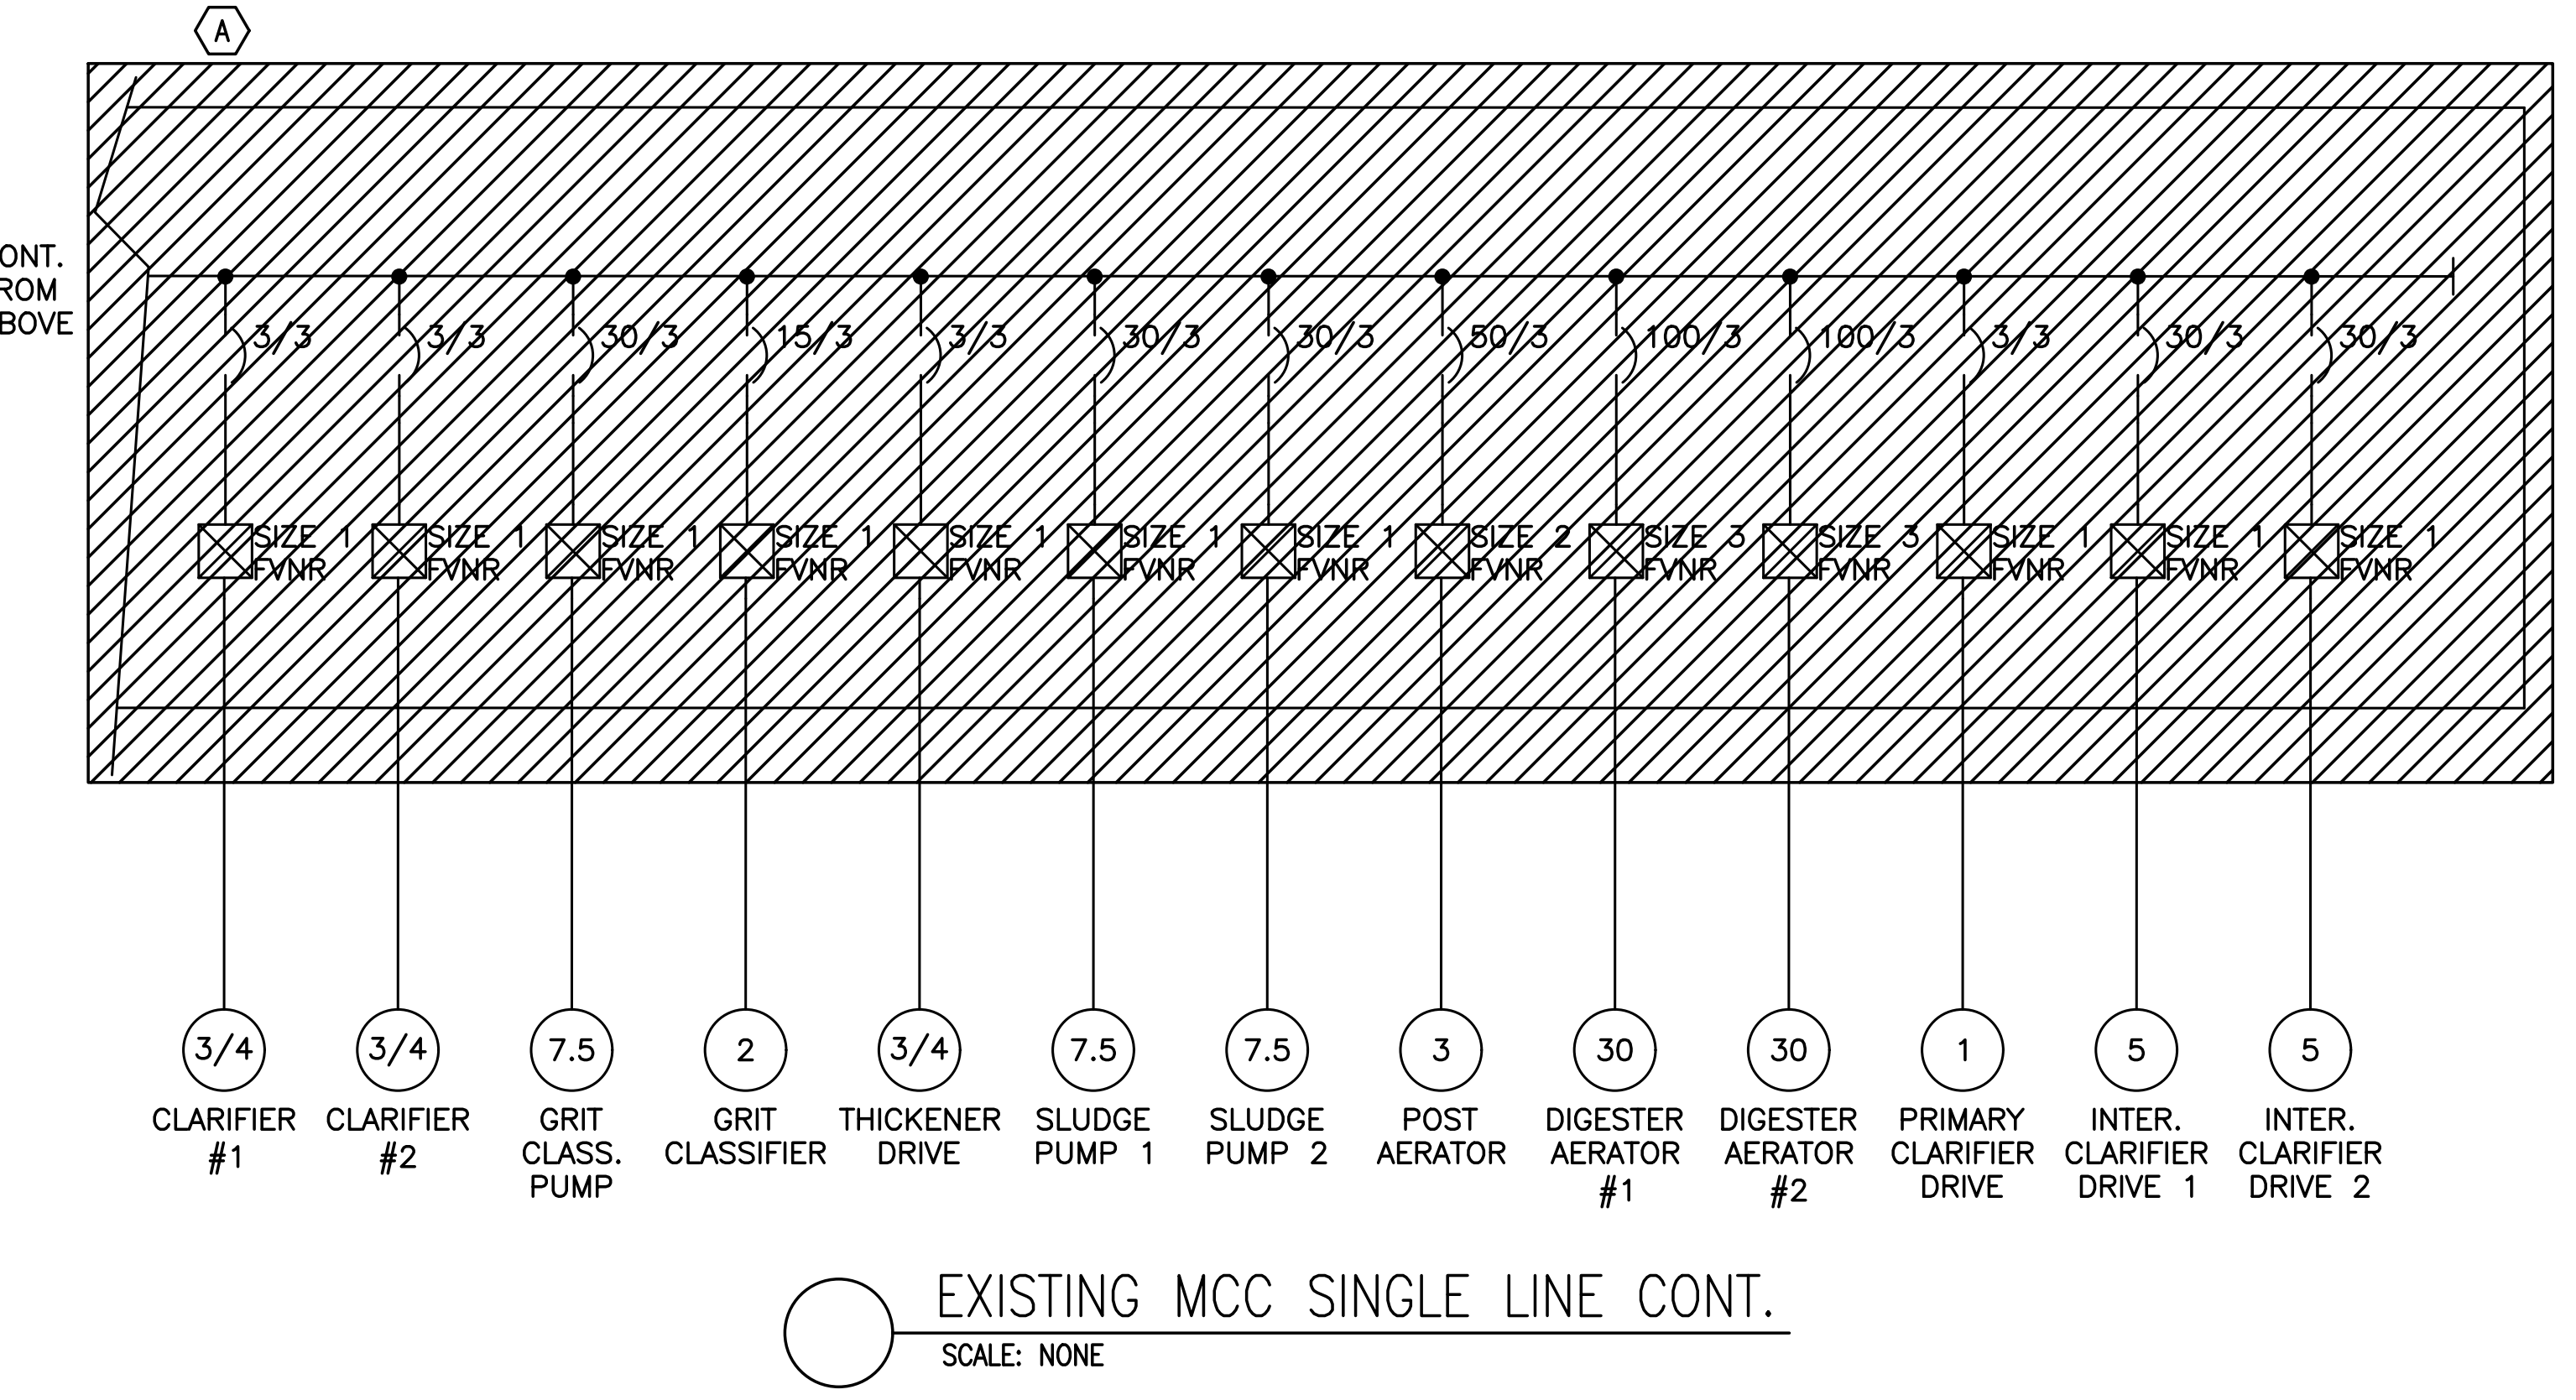 A
ONT.
ROM
BOVE
3/3 3/3 30/3 15/3 3/3 30/3 30/3 50/3 100/3 100/3 3/3 30/3 30/3
SIZE 1 SIZE 1 SIZE 1 SIZE 1 SIZE 1 SIZE 1 SIZE 1 SIZE 2 SIZE 3 SIZE 3 SIZE 1 SIZE 1 SIZE 1
FVNR FVNR FVNR FVNR FVNR FVNR FVNR FVNR FVNR FVNR FVNR FVNR FVNR
3/4 3/4 7.5 2 3/4 7.5 7.5 3 30 30 1 5 5
CLARIFIER
#1
CLARIFIER
#2
GRIT
CLASS.
PUMP
GRIT
CLASSIFIER
THICKENER
DRIVE
SLUDGE
PUMP 1
SLUDGE
PUMP 2
POST
AERATOR
DIGESTER
AERATOR
#1
DIGESTER
AERATOR
#2
PRIMARY
CLARIFIER
DRIVE
INTER.
CLARIFIER
DRIVE 1
INTER.
CLARIFIER
DRIVE 2
EXISTING MCC SINGLE LINE CONT.
SCALE: NONE